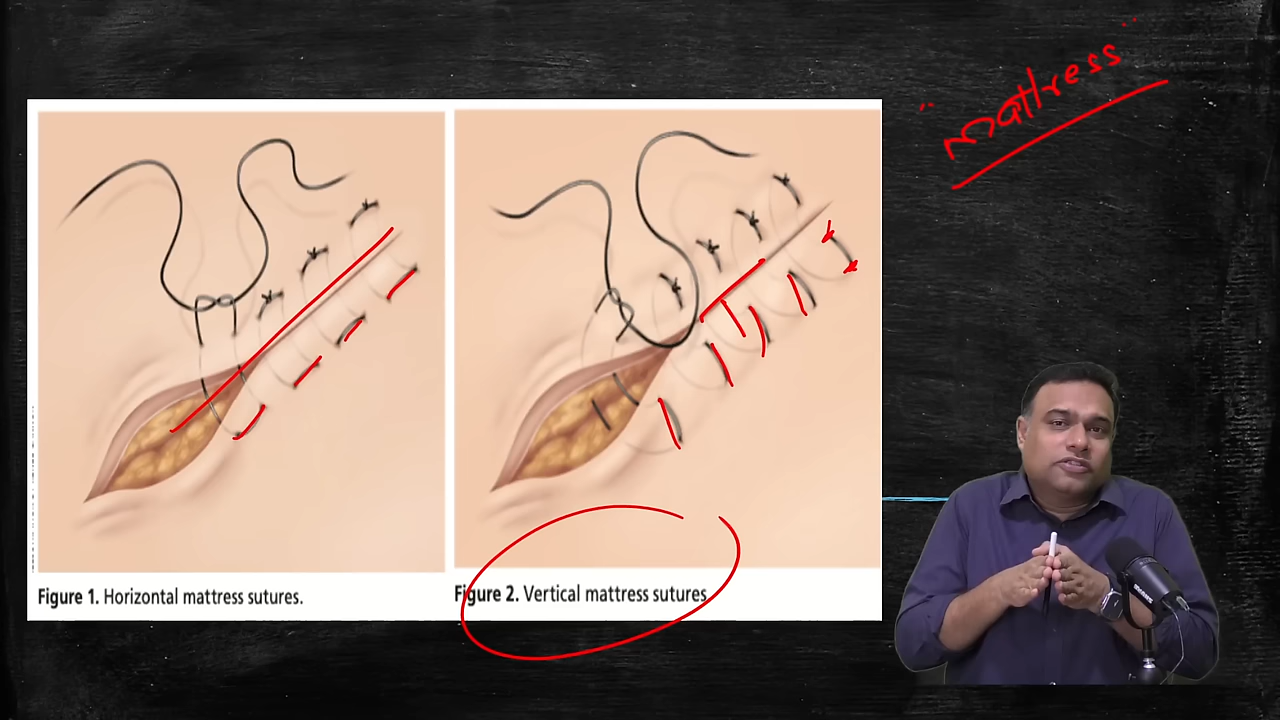 "mattress"
Figure 1. Horizontal mattress sutures.
Figure 2. Vertical mattress sutures